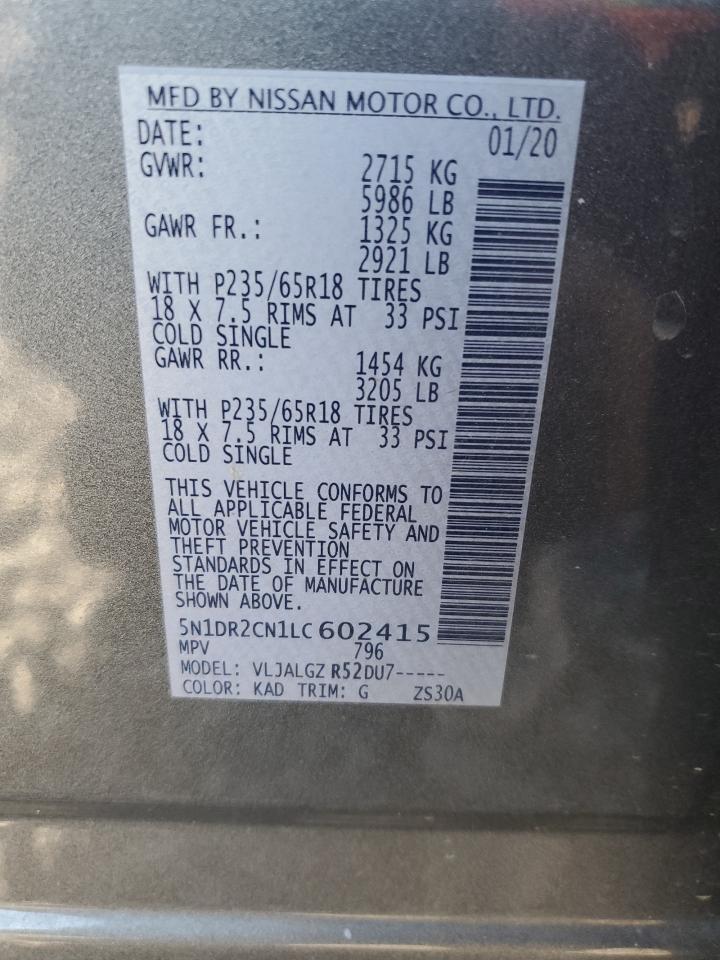 MFD BY NISSAN MOTOR CO., LTD.
DATE: 01/20
GVWR: 2715 KG
5986 LB
GAWR FR.: 1325 KG
2921 LB
WITH P235/65R18 TIRES
18 X 7.5 RIMS AT 33 PSI
COLD SINGLE
GAWR RR.: 1454 KG
3205 LB
WITH P235/65R18 TIRES
18 X 7.5 RIMS AT 33 PSI
COLD SINGLE
THIS VEHICLE CONFORMS TO
ALL APPLICABLE FEDERAL
MOTOR VEHICLE SAFETY AND
THEFT PREVENTION
STANDARDS IN EFFECT ON
THE DATE OF MANUFACTURE
SHOWN ABOVE.
5N1DR2CN1LC602415
MPV 796
MODEL: VLJALGZ R52DU7-----
COLOR: KAD TRIM: G ZS30A